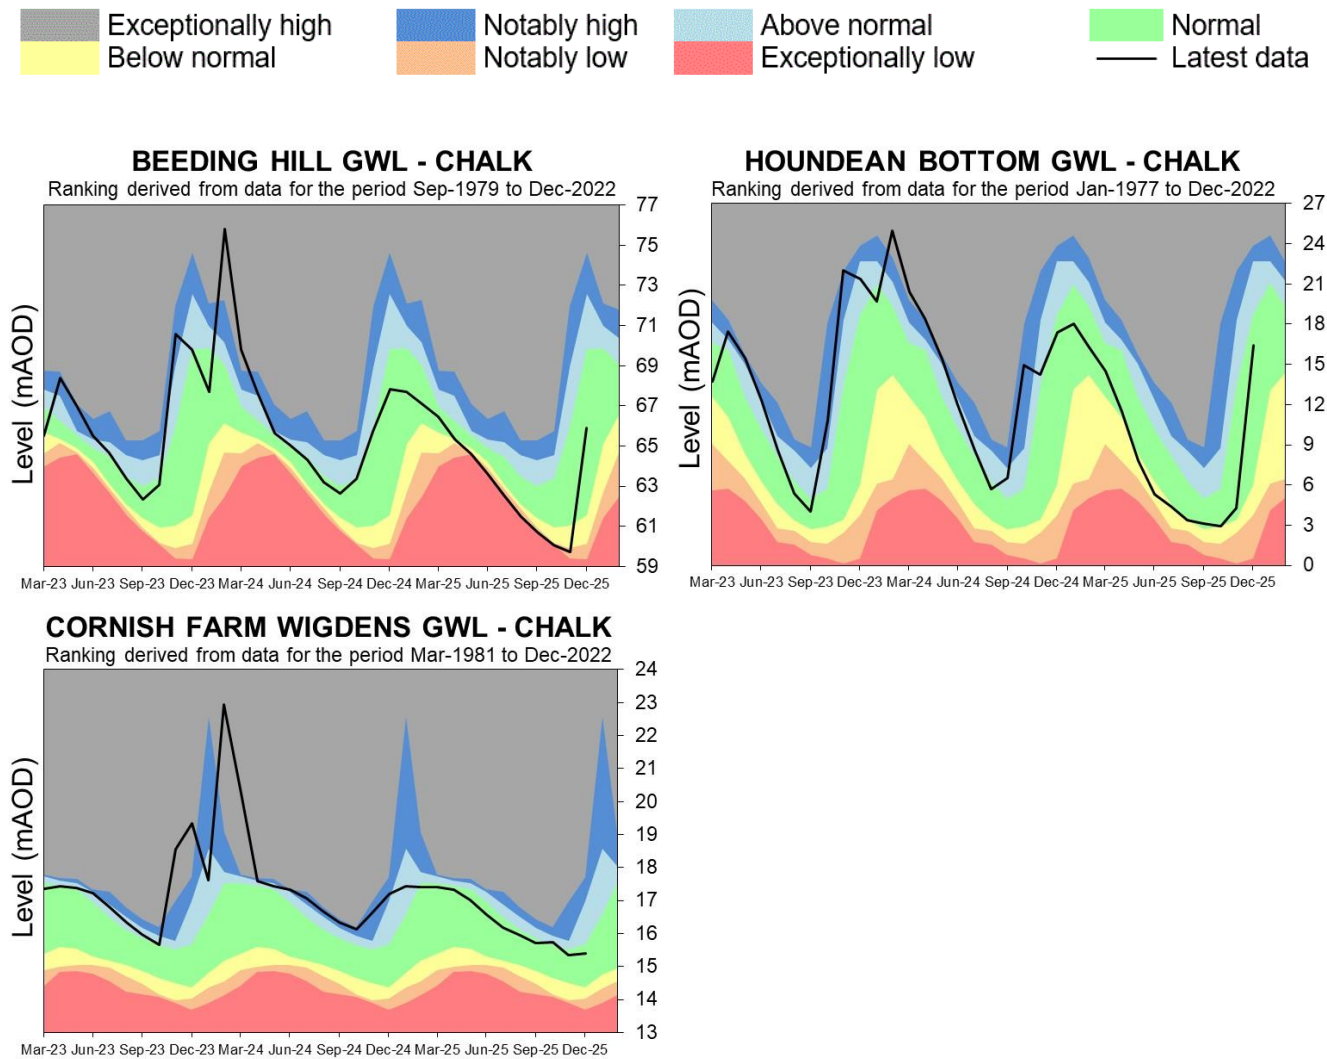 Exceptionally high Notably high Above normal Normal
Below normal Notably low Exceptionally low Latest data
BEEDING HILL GWL - CHALK
Ranking derived from data for the period Sep-1979 to Dec-2022
Level (mAOD)
77
75
73
71
69
67
65
63
61
59
Mar-23 Jun-23 Sep-23 Dec-23 Mar-24 Jun-24 Sep-24 Dec-24 Mar-25 Jun-25 Sep-25 Dec-25
HOUNDEAN BOTTOM GWL - CHALK
Ranking derived from data for the period Jan-1977 to Dec-2022
Level (mAOD)
27
24
21
18
15
12
9
6
3
0
Mar-23 Jun-23 Sep-23 Dec-23 Mar-24 Jun-24 Sep-24 Dec-24 Mar-25 Jun-25 Sep-25 Dec-25
CORNISH FARM WIGDENS GWL - CHALK
Ranking derived from data for the period Mar-1981 to Dec-2022
Level (mAOD)
24
23
22
21
20
19
18
17
16
15
14
13
Mar-23 Jun-23 Sep-23 Dec-23 Mar-24 Jun-24 Sep-24 Dec-24 Mar-25 Jun-25 Sep-25 Dec-25